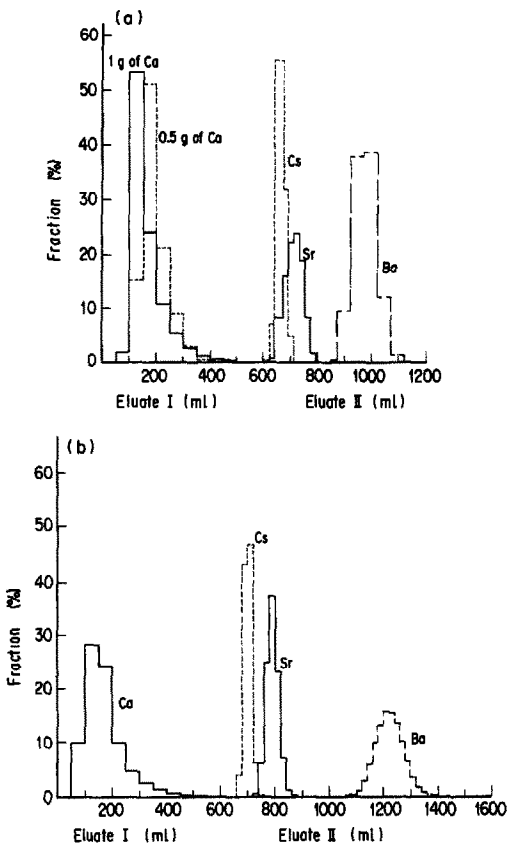 (a)
60
50
40
30
20
10
0
Fraction (%)
1 g of Ca
0.5 g of Ca
Cs
Sr
Ba
200 400 600 800 1000 1200
Eluate I (ml) Eluate II (ml)
(b)
60
50
40
30
20
10
0
Fraction (%)
Ca
Cs
Sr
Ba
200 400 600 800 1000 1200 1400 1600
Eluate I (ml) Eluate II (ml)